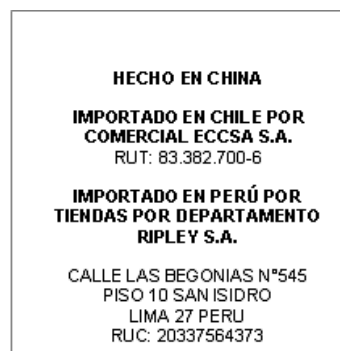 HECHO EN CHINA
IMPORTADO EN CHILE POR
COMERCIAL ECCSA S.A.
RUT: 83.382.700-6
IMPORTADO EN PERÚ POR
TIENDAS POR DEPARTAMENTO
RIPLEY S.A.
CALLE LAS BEGONIAS N°545
PISO 10 SAN ISIDRO
LIMA 27 PERU
RUC: 20337564373